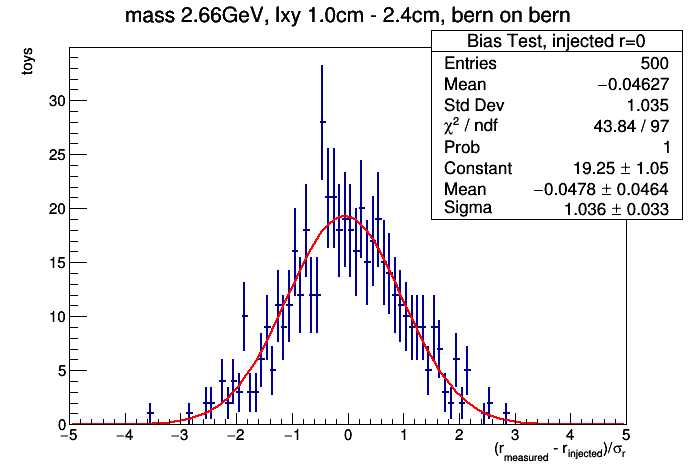 mass 2.66GeV, lxy 1.0cm - 2.4cm, bern on bern
Bias Test, injected r=0
Entries 500
Mean −0.04627
Std Dev 1.035
χ² / ndf 43.84 / 97
Prob 1
Constant 19.25 ± 1.05
Mean −0.0478 ± 0.0464
Sigma 1.036 ± 0.033
toys
30
25
20
15
10
5
0
−5 −4 −3 −2 −1 0 1 2 3 4 5
(r_measured - r_injected)/σ_r